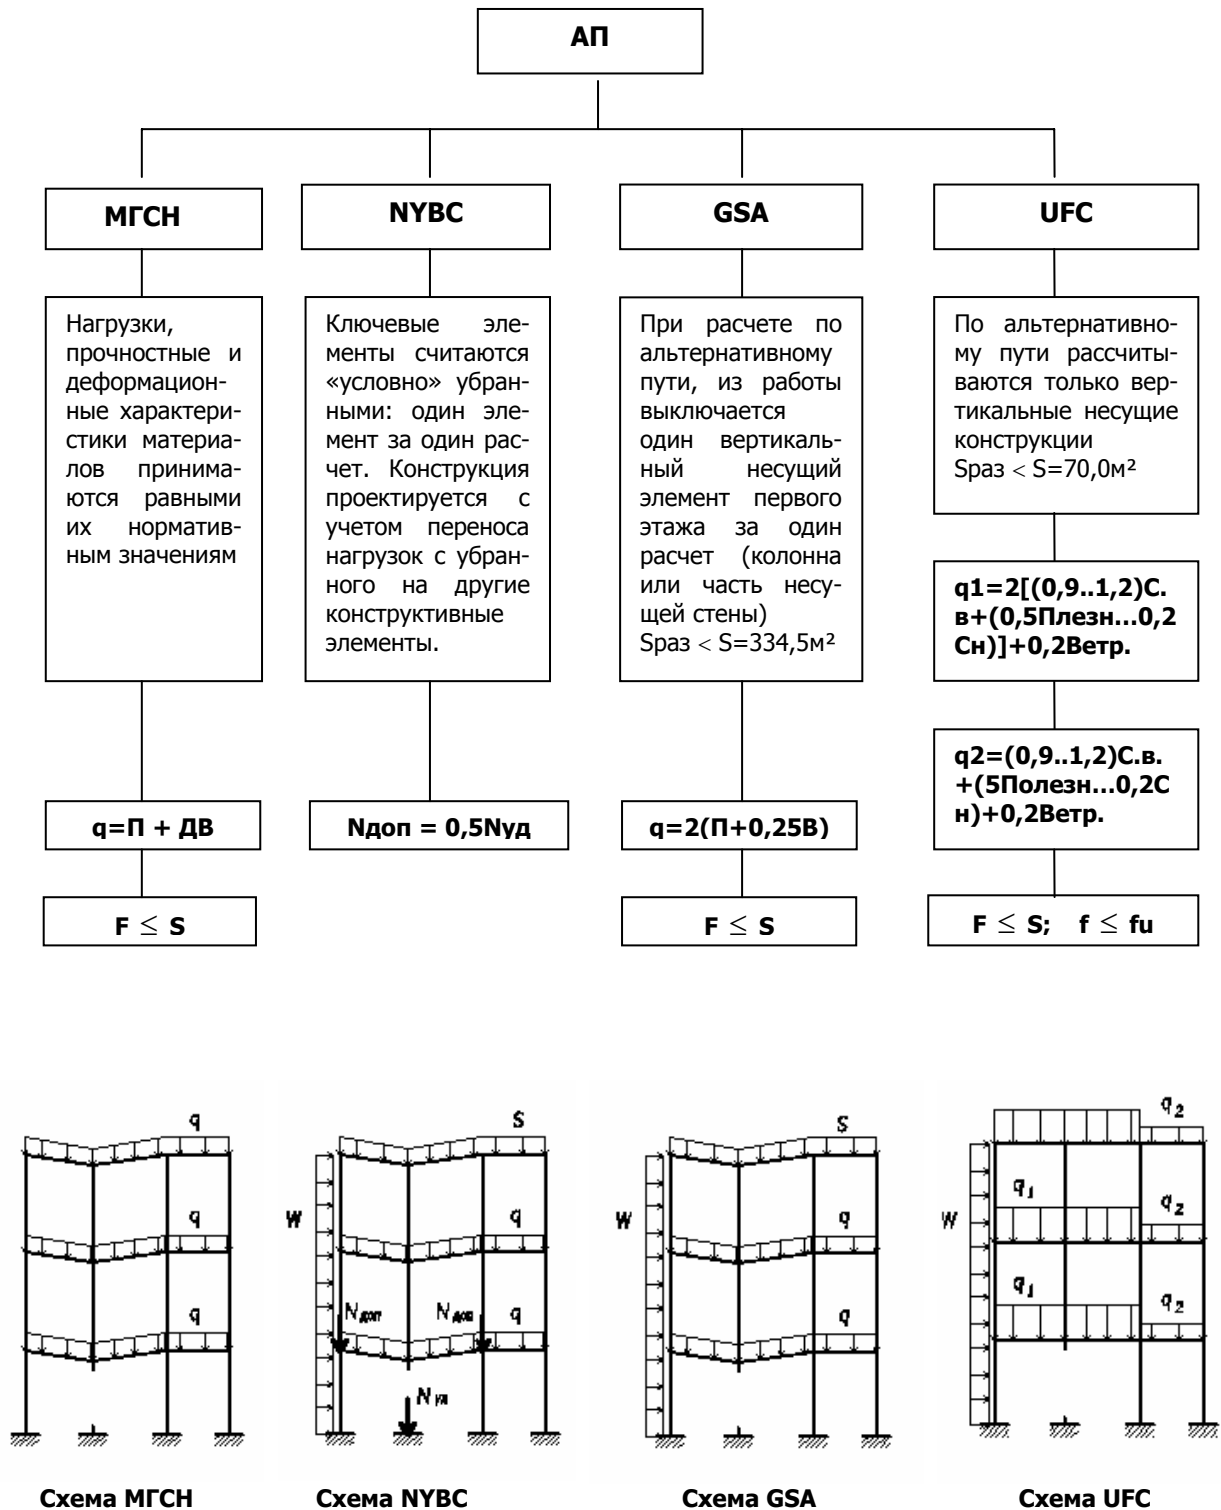 АП
МГСН
NYBC
GSA
UFC
Нагрузки,
прочностные и
деформацион-
ные характери-
стики материа-
лов принима-
ются равными
их норматив-
ным значениям
Ключевые эле-
менты считаются
«условно» убран-
ными: один эле-
мент за один рас-
чет. Конструкция
проектируется с
учетом переноса
нагрузок с убран-
ного на другие
конструктивные
элементы.
При расчете по
альтернативному
пути, из работы
выключается
один вертикаль-
ный несущий
элемент первого
этажа за один
расчет (колонна
или часть несу-
щей стены)
Sраз < S=334,5м²
По альтернативно-
му пути рассчиты-
ваются только вер-
тикальные несущие
конструкции
Sраз < S=70,0м²
q1=2[(0,9..1,2)С.
в+(0,5Плезн...0,2
Сн)]+0,2Ветр.
q2=(0,9..1,2)С.в.
+(5Полезн...0,2С
н)+0,2Ветр.
q=П + ДВ
Nдоп = 0,5Nуд
q=2(П+0,25В)
F ≤ S
F ≤ S
F ≤ S; f ≤ fu
q
q
q
S
W
q
Nдоп
Nдоп
q
Nуд
S
W
q
q
q2
q1
W
q2
q1
q2
Схема МГСН
Схема NYBC
Схема GSA
Схема UFC